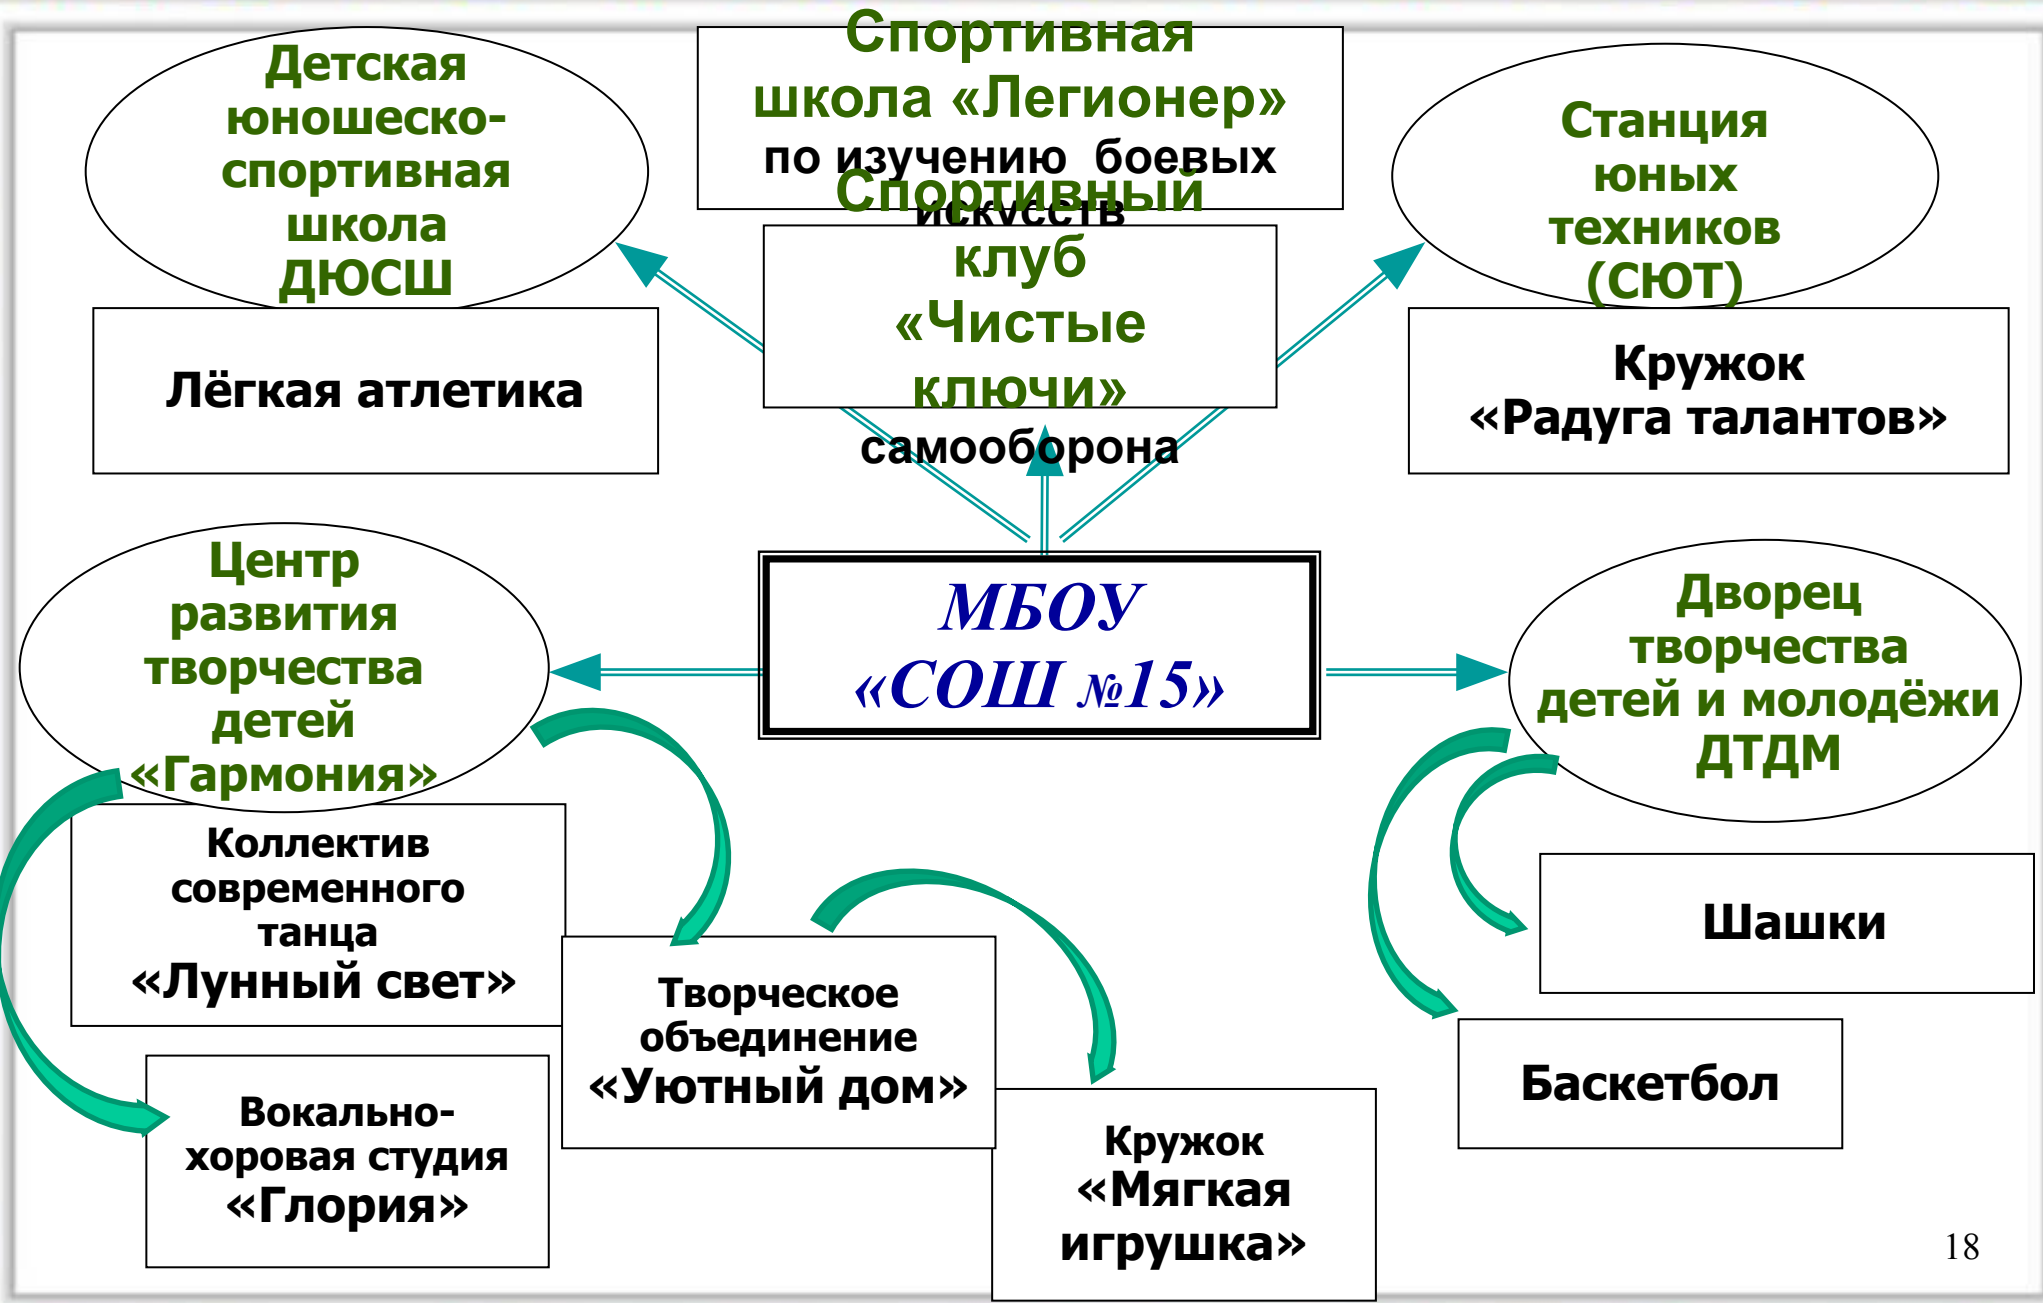 Детская
юношеско-
спортивная
школа
ДЮСШ
Лёгкая атлетика
Спортивная
школа «Легионер»
по изучению боевых
искусств
Спортивный
клуб
«Чистые
ключи»
самооборона
Станция
юных
техников
(СЮТ)
Кружок
«Радуга талантов»
МБОУ
«СОШ №15»
Центр
развития
творчества
детей
«Гармония»
Коллектив
современного
танца
«Лунный свет»
Вокально-
хоровая студия
«Глория»
Творческое
объединение
«Уютный дом»
Кружок
«Мягкая
игрушка»
Дворец
творчества
детей и молодёжи
ДТДМ
Шашки
Баскетбол
18